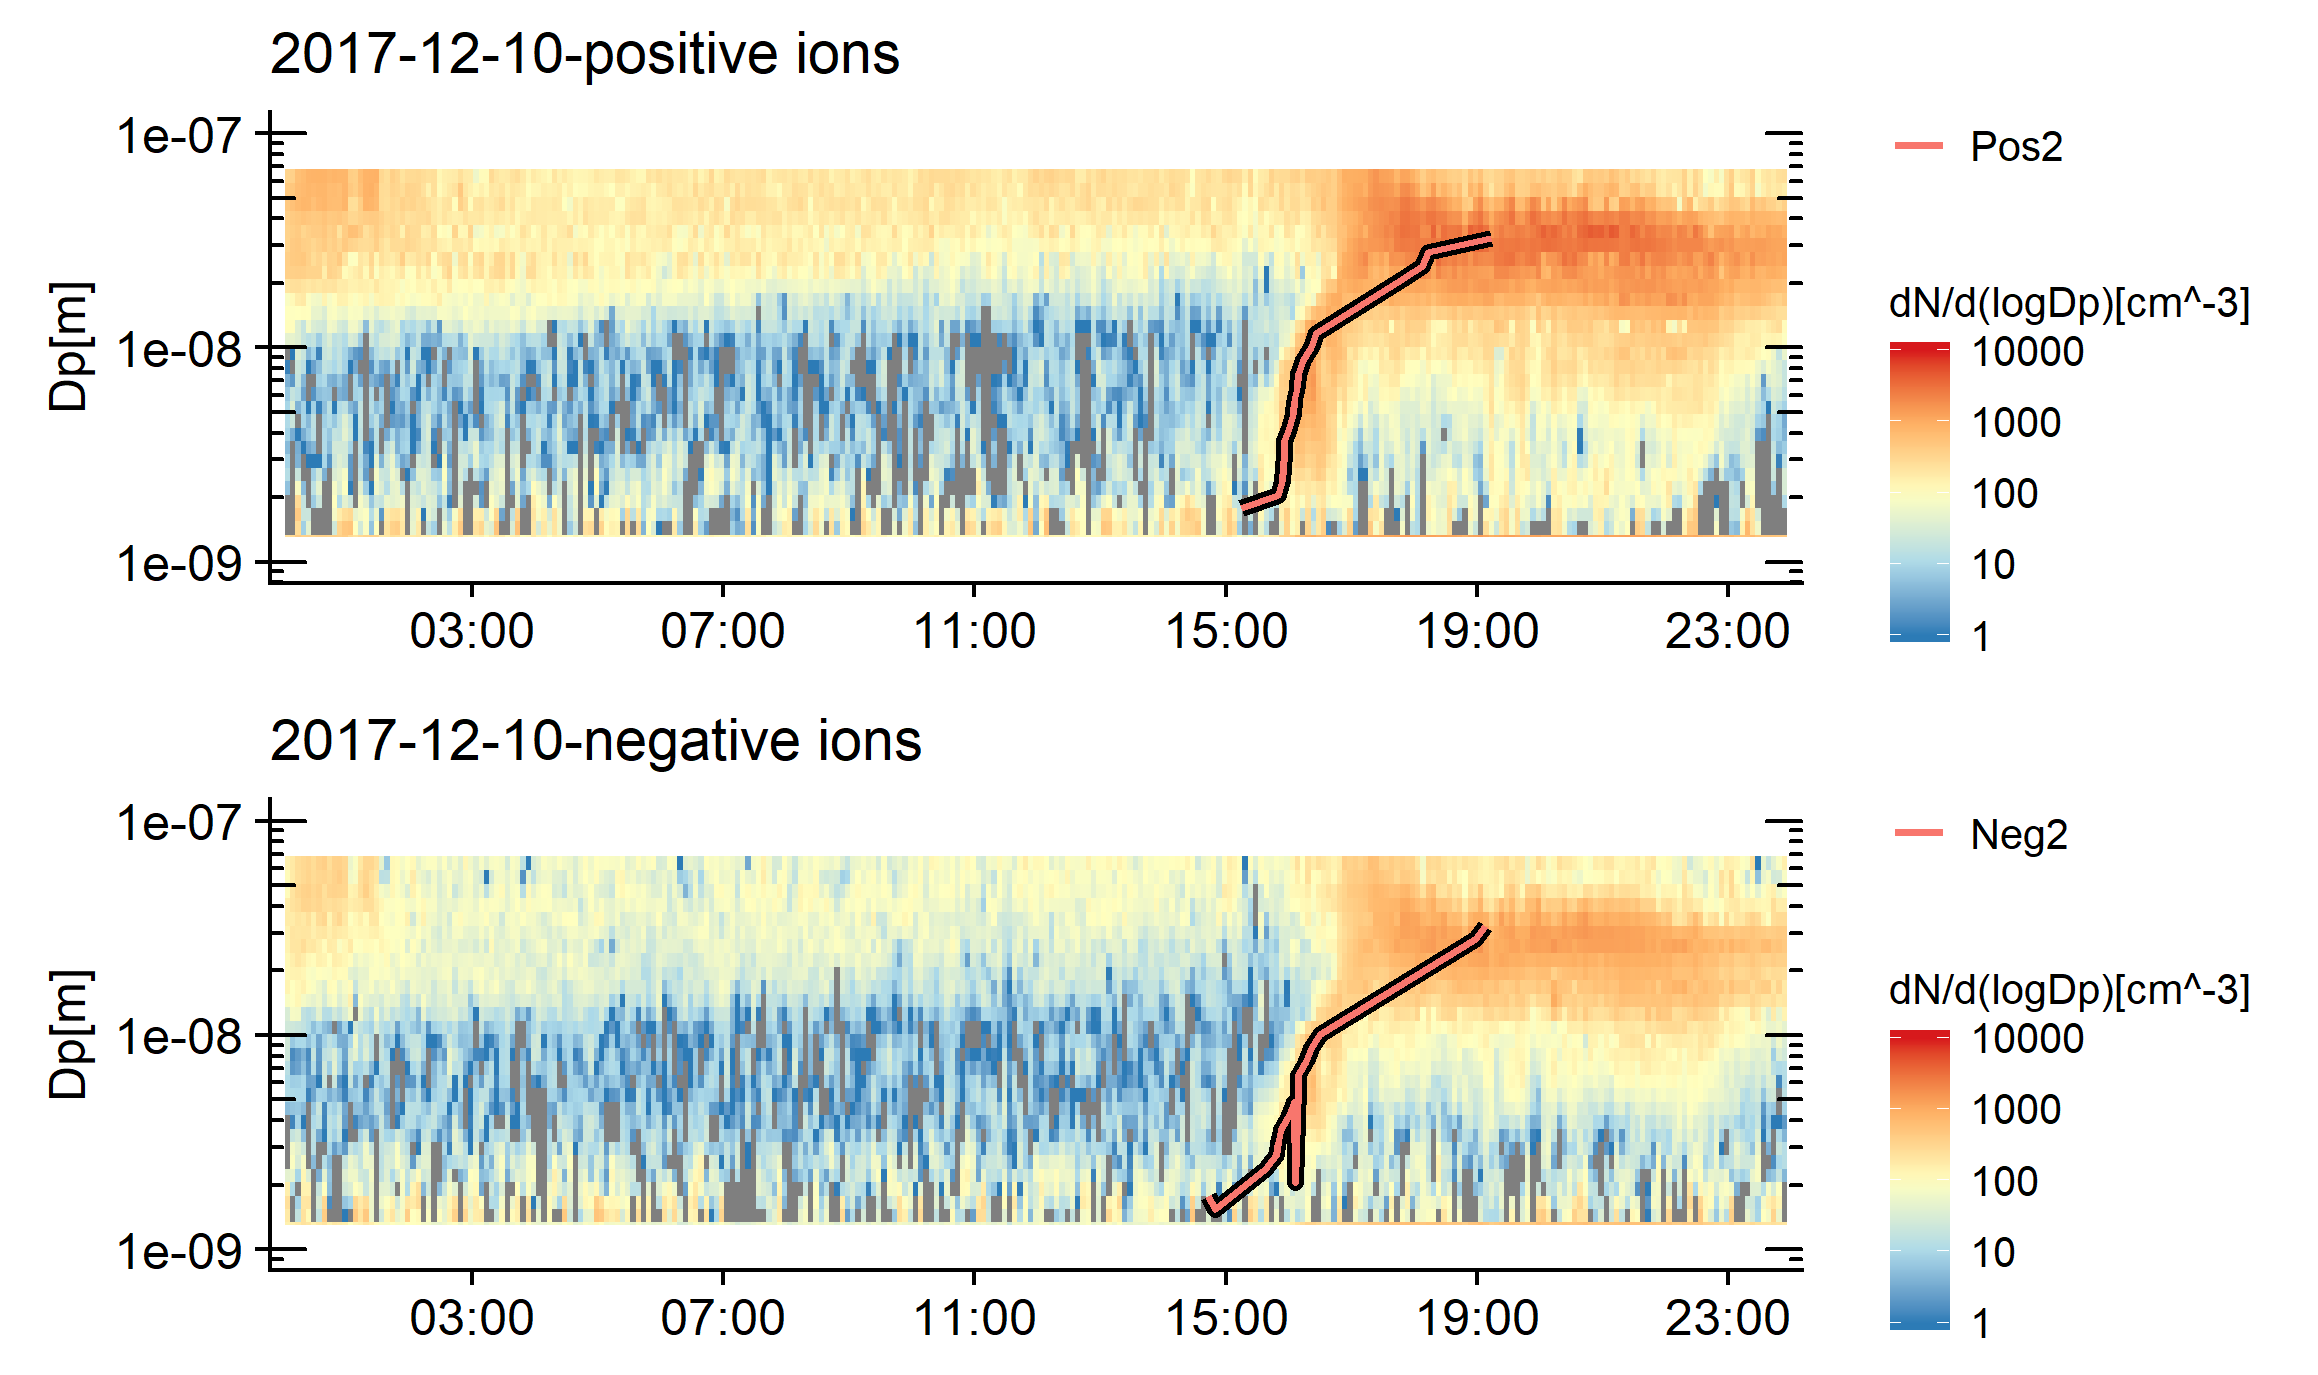 2017-12-10-positive ions
Dp[m]
1e-07
1e-08
1e-09
03:00 07:00 11:00 15:00 19:00 23:00
Pos2
dN/d(logDp)[cm^-3]
10000
1000
100
10
1
2017-12-10-negative ions
Dp[m]
1e-07
1e-08
1e-09
03:00 07:00 11:00 15:00 19:00 23:00
Neg2
dN/d(logDp)[cm^-3]
10000
1000
100
10
1